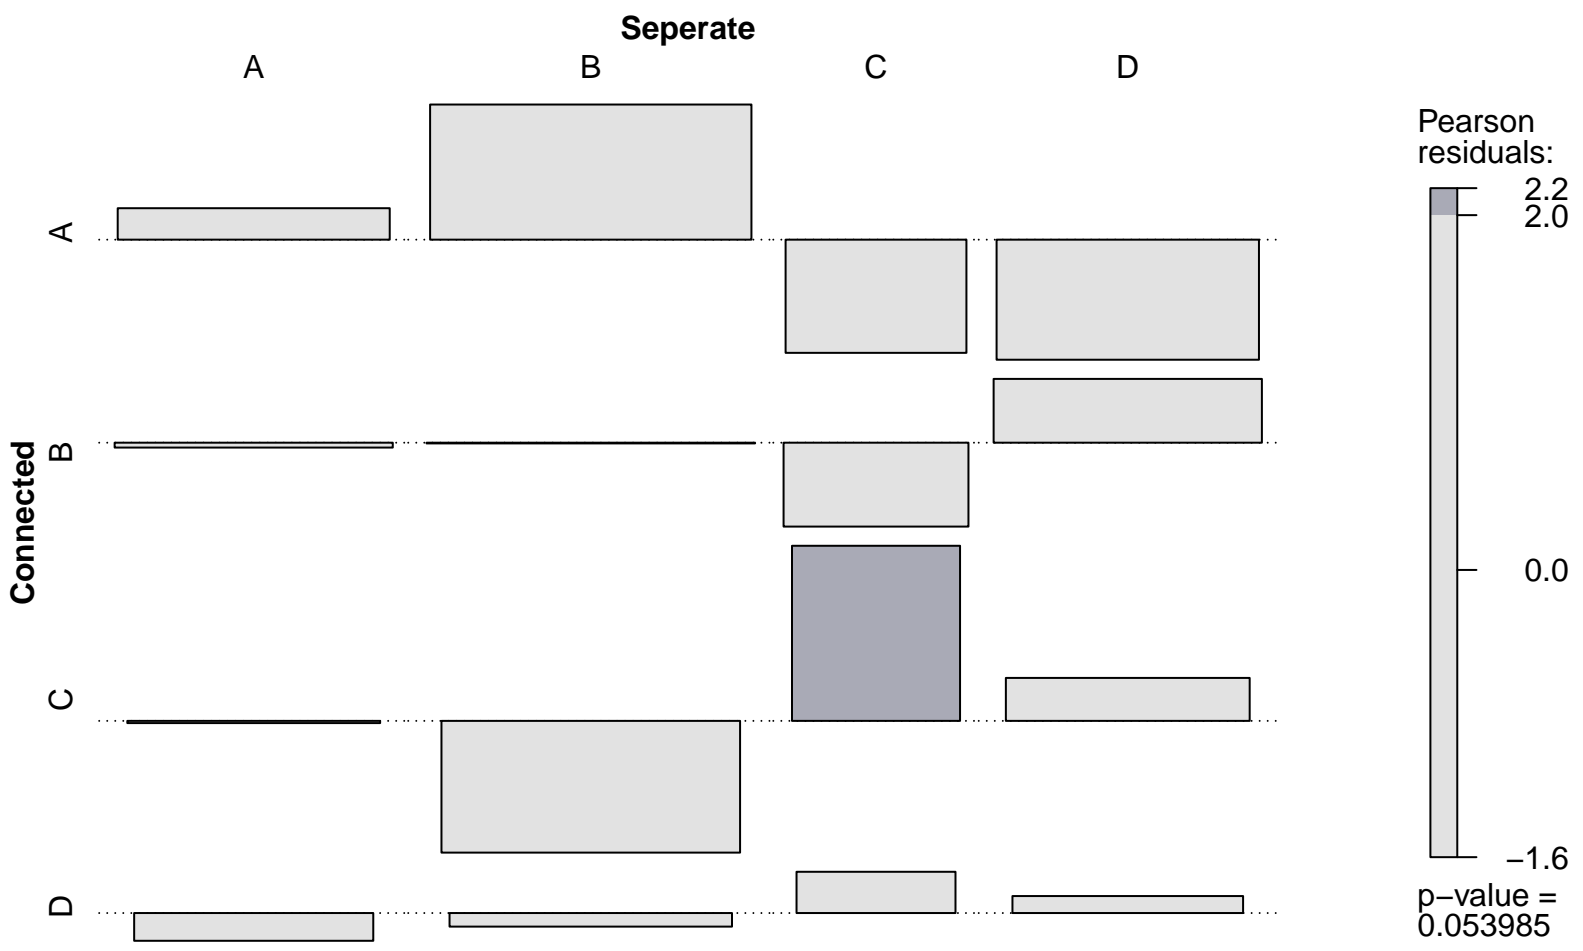 Seperate
A B C D
A
B
C
D
Connected
Pearson
residuals:
2.2
2.0
0.0
−1.6
p−value =
0.053985